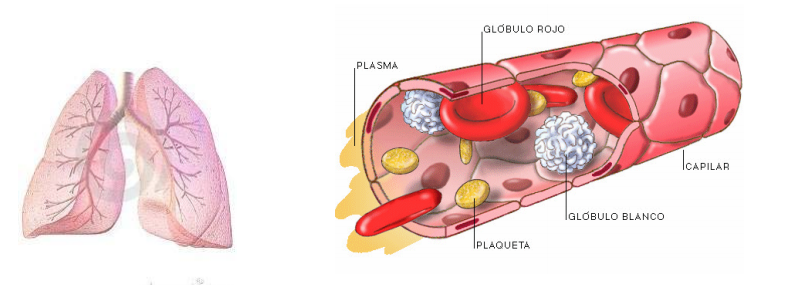 GLÓBULO ROJO
PLASMA
CAPILAR
GLÓBULO BLANCO
PLAQUETA